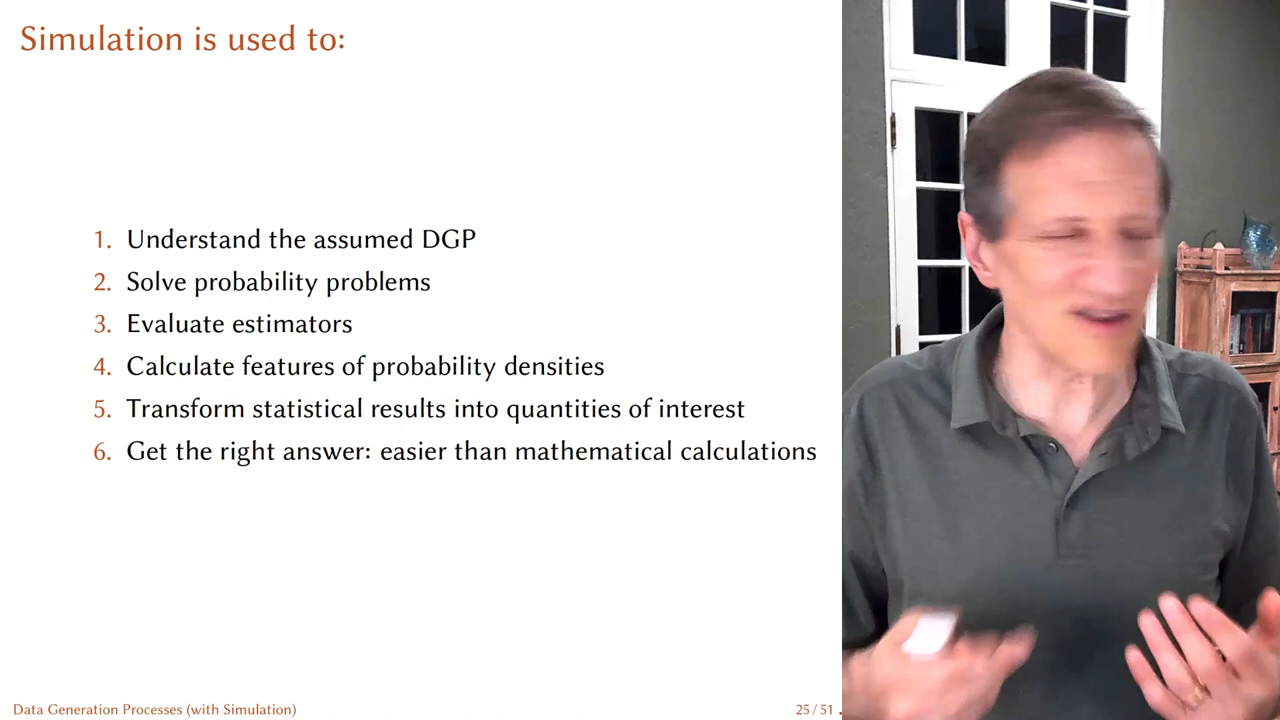 Simulation is used to:
1. Understand the assumed DGP
2. Solve probability problems
3. Evaluate estimators
4. Calculate features of probability densities
5. Transform statistical results into quantities of interest
6. Get the right answer: easier than mathematical calculations
Data Generation Processes (with Simulation)
25 / 51